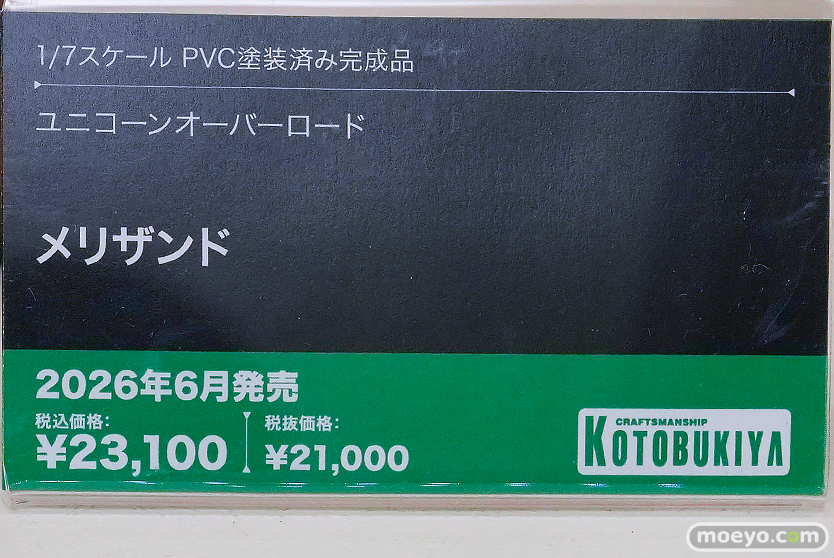 1/7スケール PVC塗装済み完成品
ユニコーンオーバーロード
メリザンド
2026年6月発売
税込価格:
¥23,100
税抜価格:
¥21,000
CRAFTSMANSHIP
KOTOBUKIYA
moeyo.com